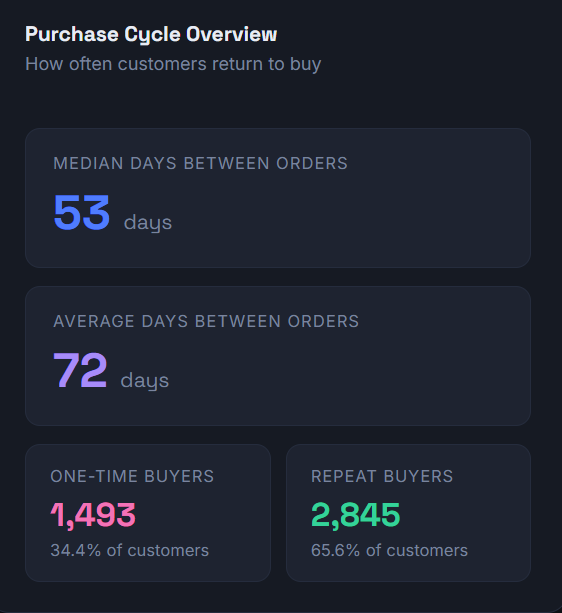 Purchase Cycle Overview
How often customers return to buy
MEDIAN DAYS BETWEEN ORDERS
53 days
AVERAGE DAYS BETWEEN ORDERS
72 days
ONE-TIME BUYERS
1,493
34.4% of customers
REPEAT BUYERS
2,845
65.6% of customers